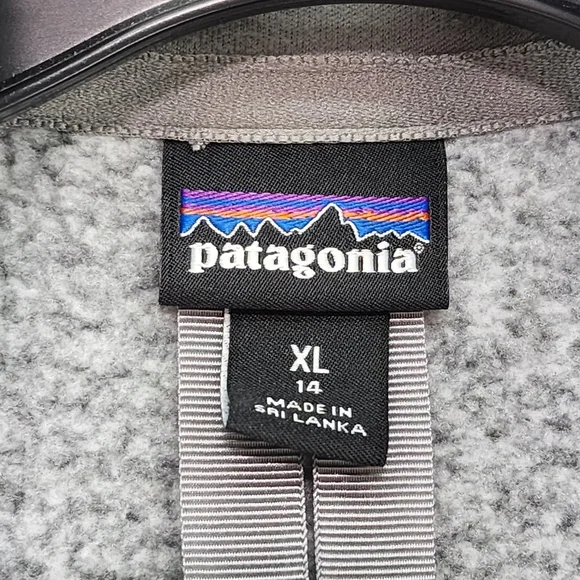 patagonia®
XL
14
MADE IN
SRI LANKA